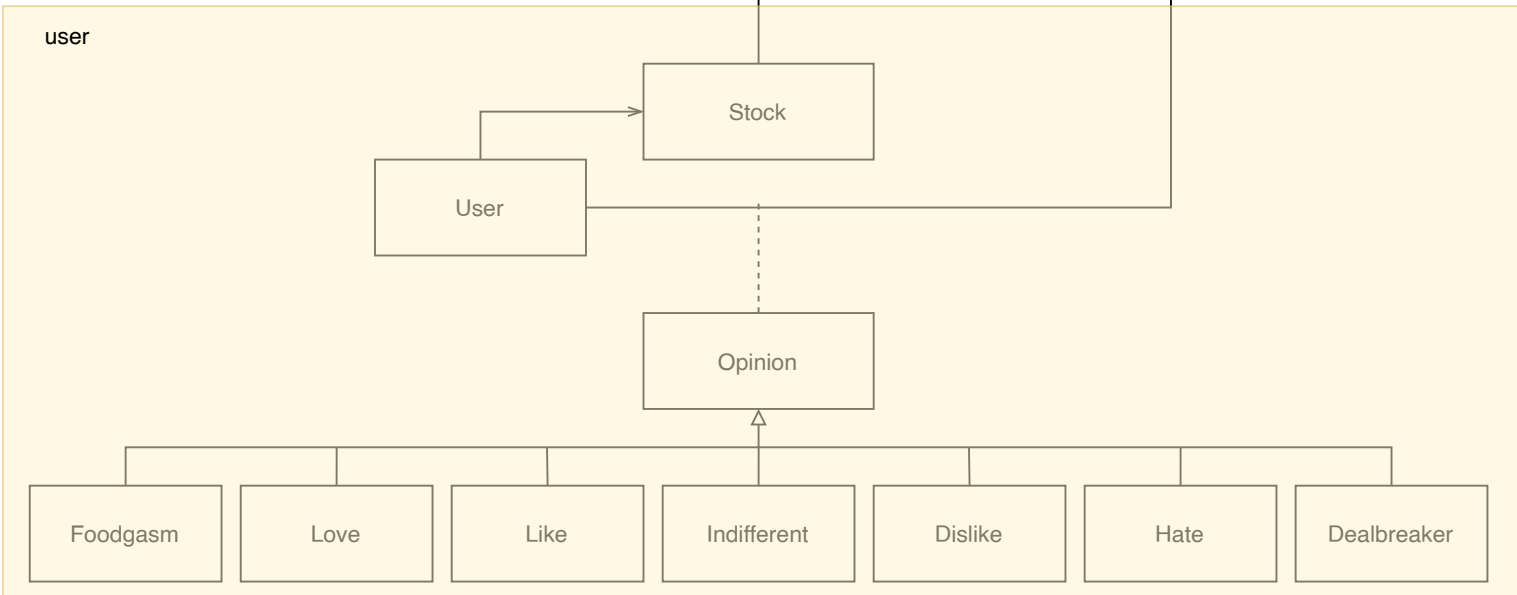 user
Stock
User
Opinion
Foodgasm
Love
Like
Indifferent
Dislike
Hate
Dealbreaker